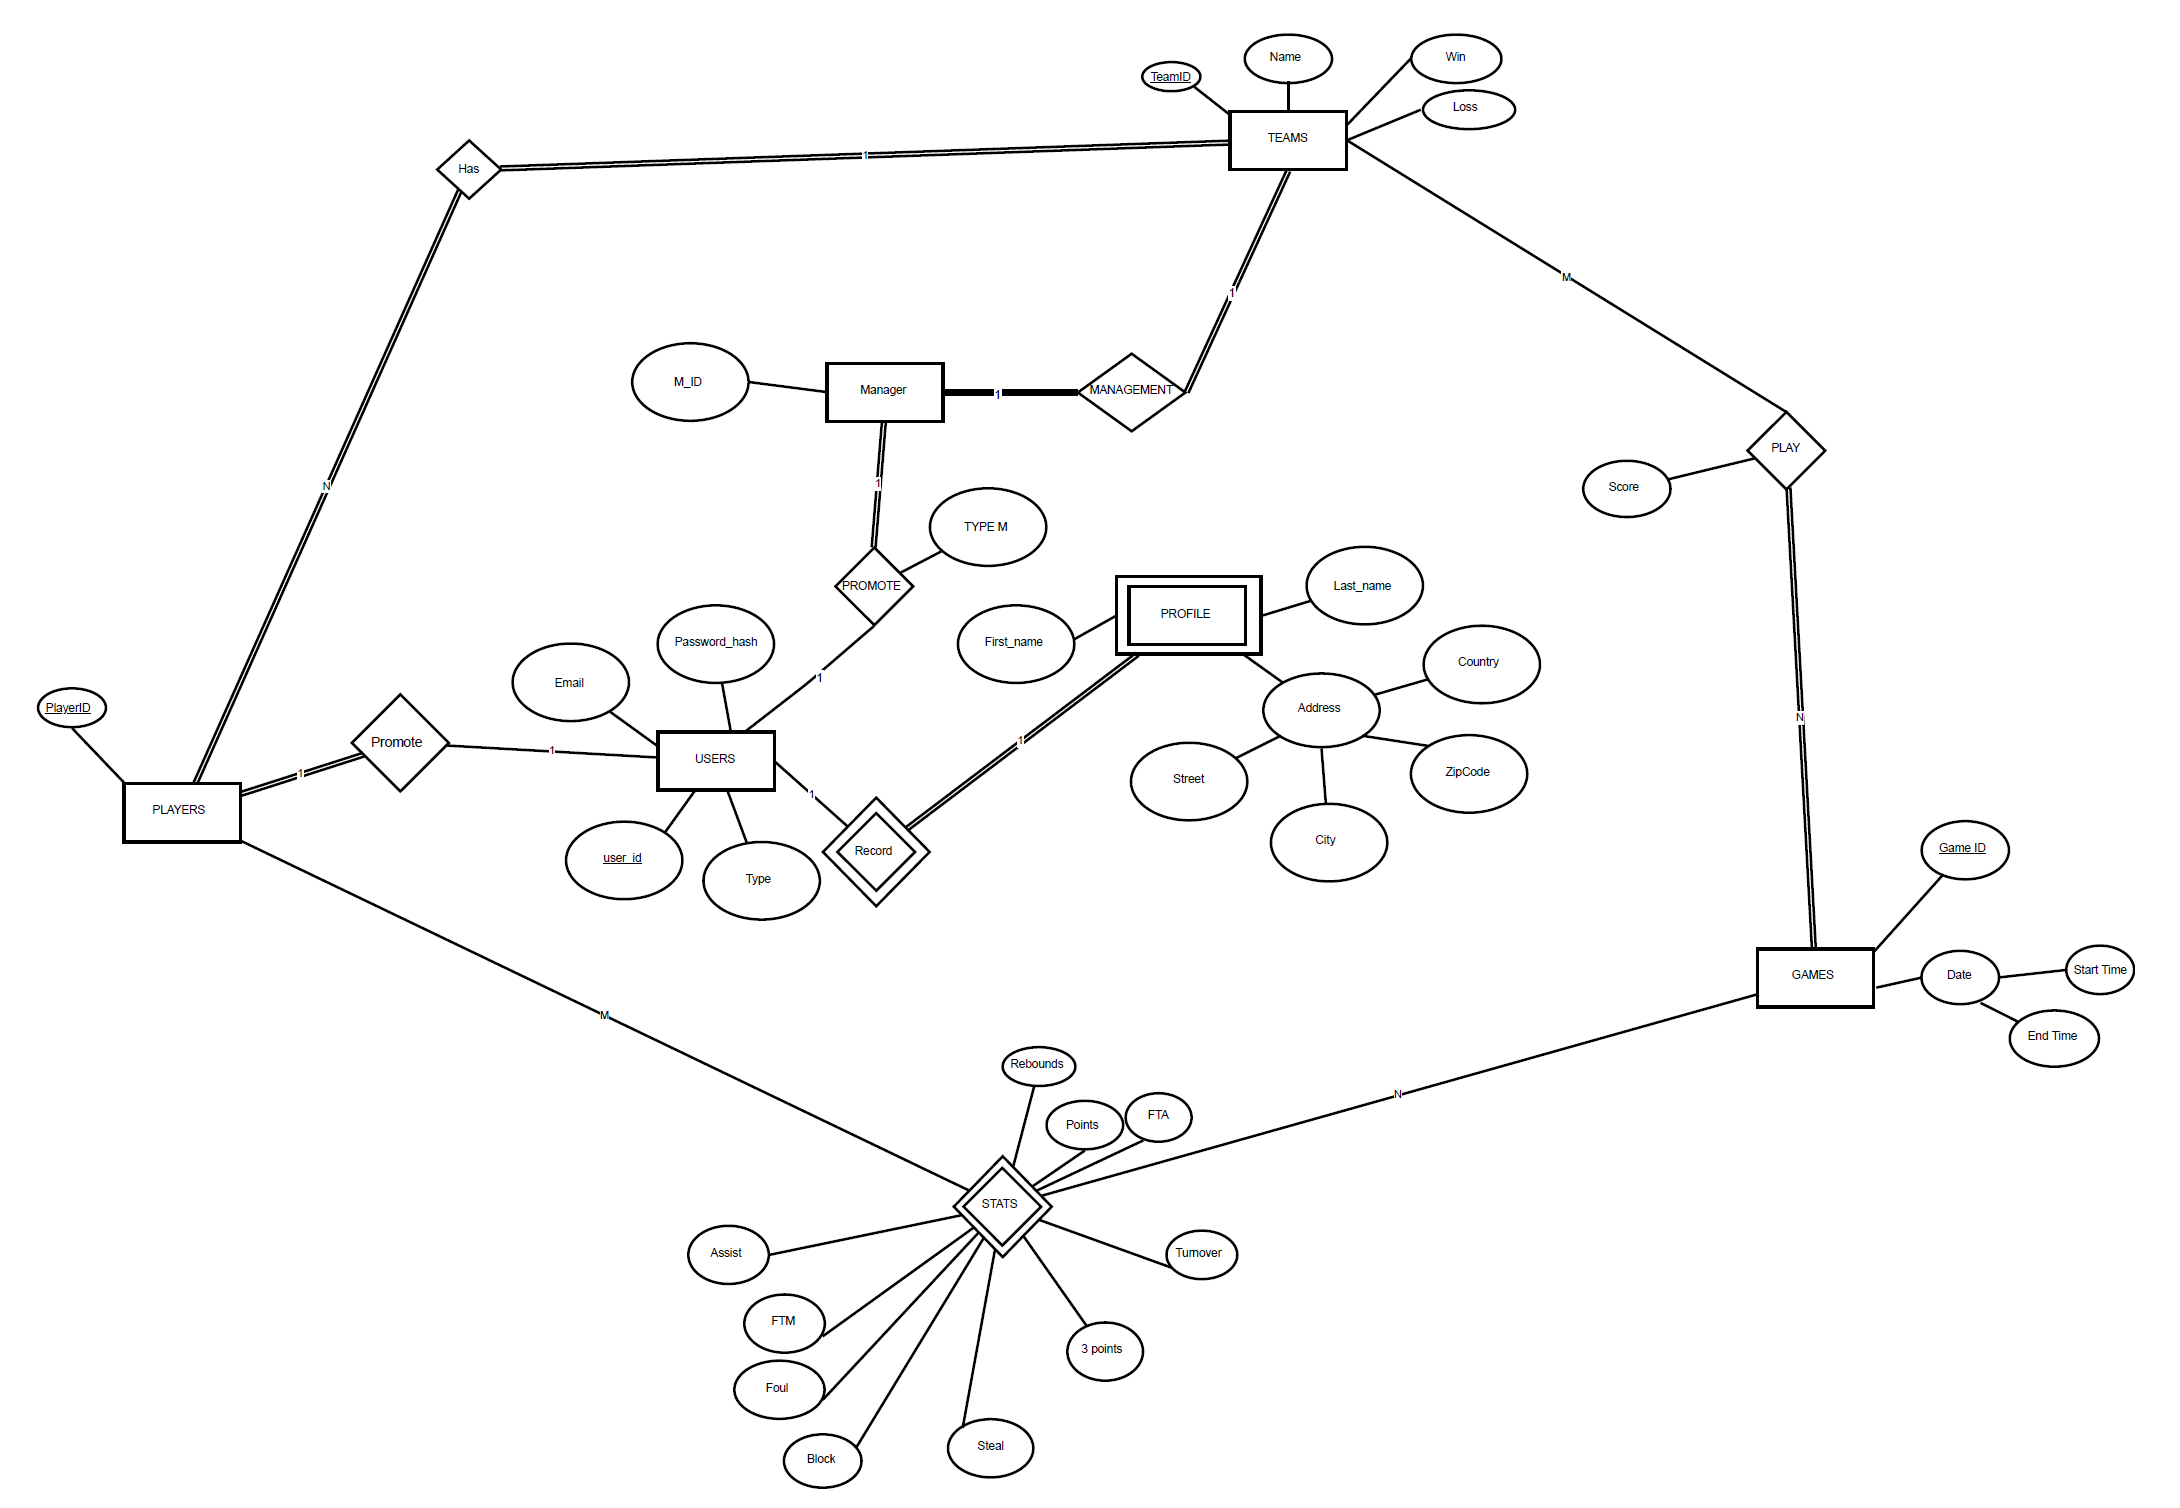 Name
Win
TeamID
Loss
TEAMS
1
Has
M
1
M_ID
Manager
1
MANAGEMENT
PLAY
1
N
Score
TYPE M
PROMOTE
Last_name
PROFILE
First_name
Password_hash
Country
Email
1
PlayerID
Address
N
Promote
1
1
USERS
ZipCode
1
Street
1
PLAYERS
City
Game ID
Record
user_id
Type
Start Time
Date
GAMES
M
End Time
Rebounds
N
FTA
Points
STATS
Assist
Turnover
FTM
3 points
Foul
Steal
Block